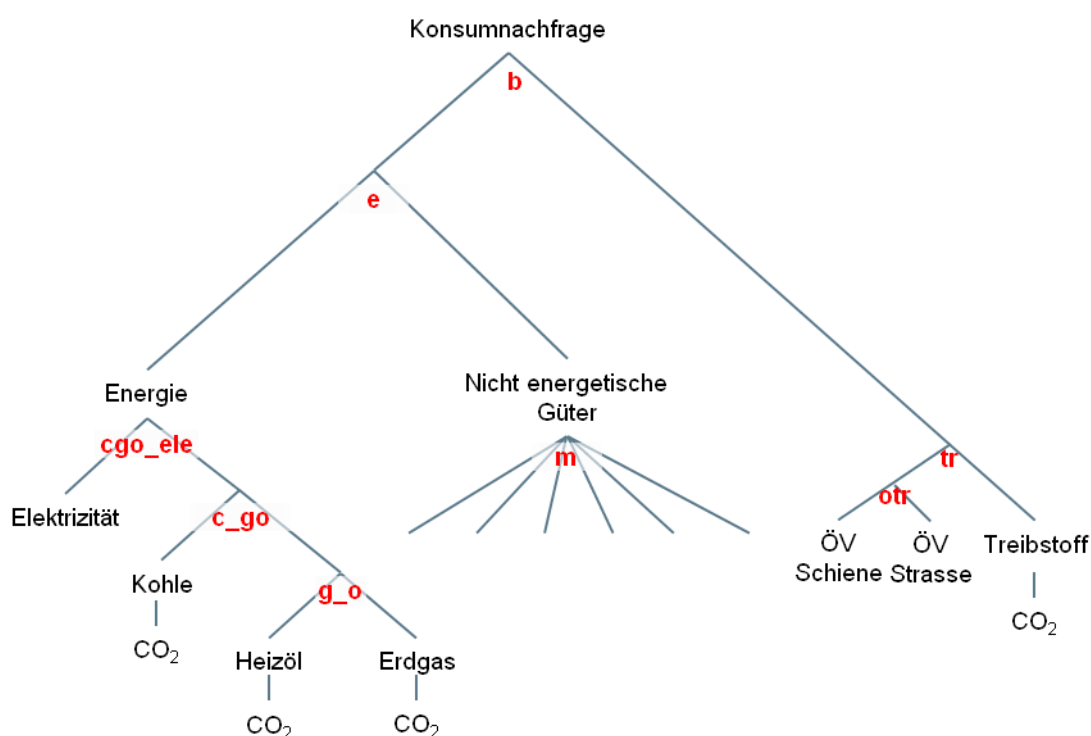 Konsumnachfrage
b
e
Energie
Nicht energetische
Güter
cgo_ele
m
tr
otr
Elektrizität
c_go
ÖV
ÖV
Treibstoff
Schiene
Strasse
Kohle
g_o
CO₂
CO₂
Heizöl
Erdgas
CO₂
CO₂